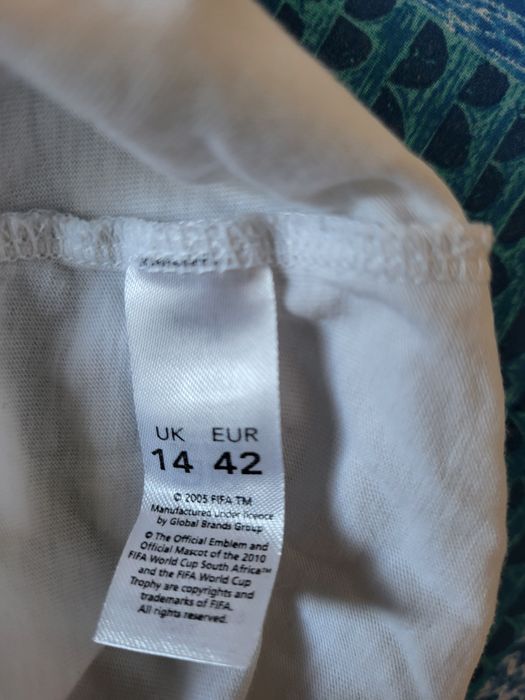 UK EUR
14 42
© 2005 FIFA TM
Manufactured under licence
by Global Brands Group
© The Official Emblem and
Official Mascot of the 2010
FIFA World Cup South Africa™
and the FIFA World Cup
Trophy are copyrights and
trademarks of FIFA.
All rights reserved.